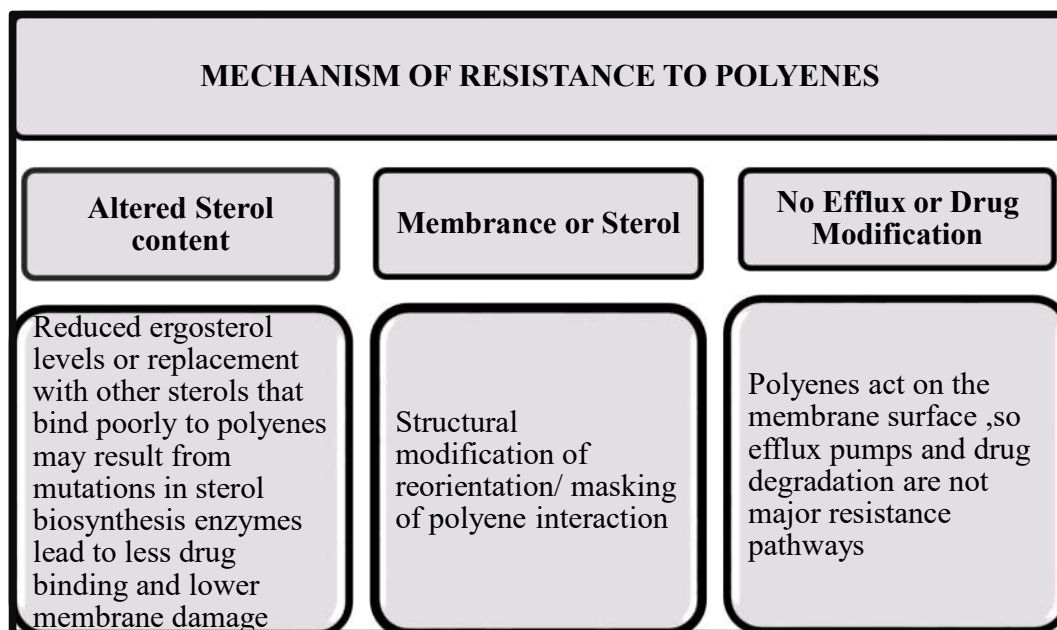 MECHANISM OF RESISTANCE TO POLYENES
Altered Sterol
content
Membrance or Sterol
No Efflux or Drug
Modification
Reduced ergosterol
levels or replacement
with other sterols that
bind poorly to polyenes
may result from
mutations in sterol
biosynthesis enzymes
lead to less drug
binding and lower
membrane damage
Structural
modification of
reorientation/ masking
of polyene interaction
Polyenes act on the
membrane surface ,so
efflux pumps and drug
degradation are not
major resistance
pathways